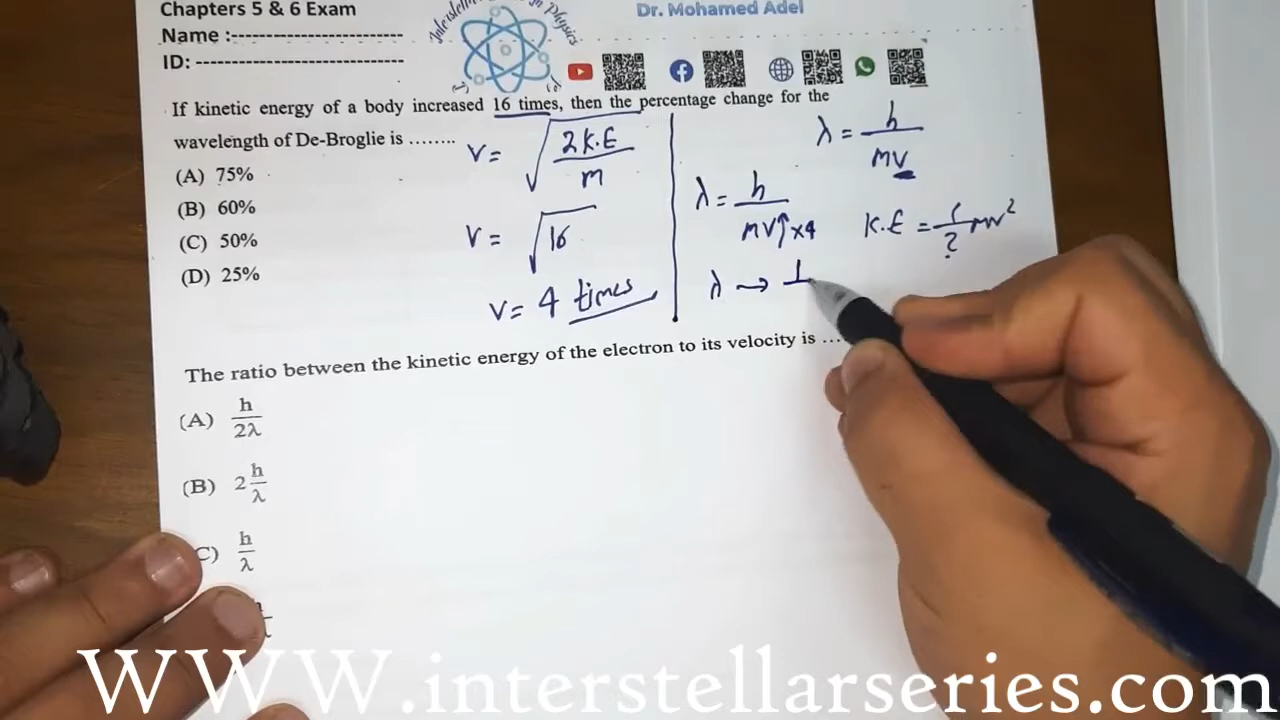 Chapters 5 & 6 Exam
Dr. Mohamed Adel
Name :------------------------
ID: -----------------------------
in Physics
If kinetic energy of a body increased 16 times, then the percentage change for the
wavelength of De-Broglie is ........
(A) 75%
(B) 60%
(C) 50%
(D) 25%
V = √(2K.E / m)
V = √16
V = 4 times
λ = h / mv
λ = h / mv↑×4
K.E = 1/2 mv²
λ → 1
The ratio between the kinetic energy of the electron to its velocity is ...
(A) h/2λ
(B) 2 h/λ
C) h/λ
WWW.interstellarseries.com